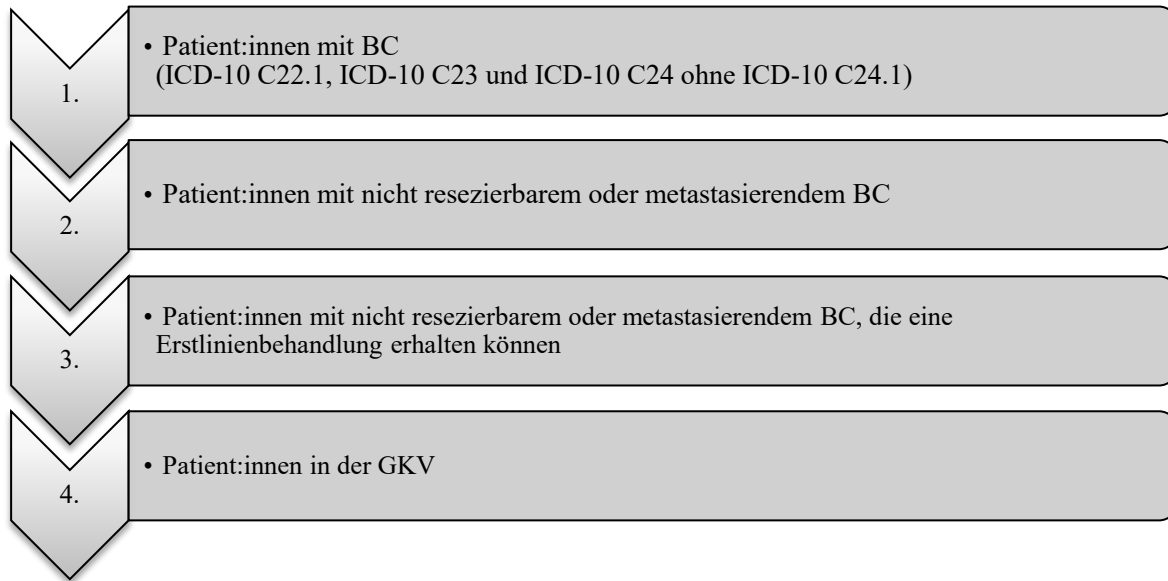 1.
• Patient:innen mit BC
(ICD-10 C22.1, ICD-10 C23 und ICD-10 C24 ohne ICD-10 C24.1)
2.
• Patient:innen mit nicht resezierbarem oder metastasierendem BC
3.
• Patient:innen mit nicht resezierbarem oder metastasierendem BC, die eine
Erstlinienbehandlung erhalten können
4.
• Patient:innen in der GKV